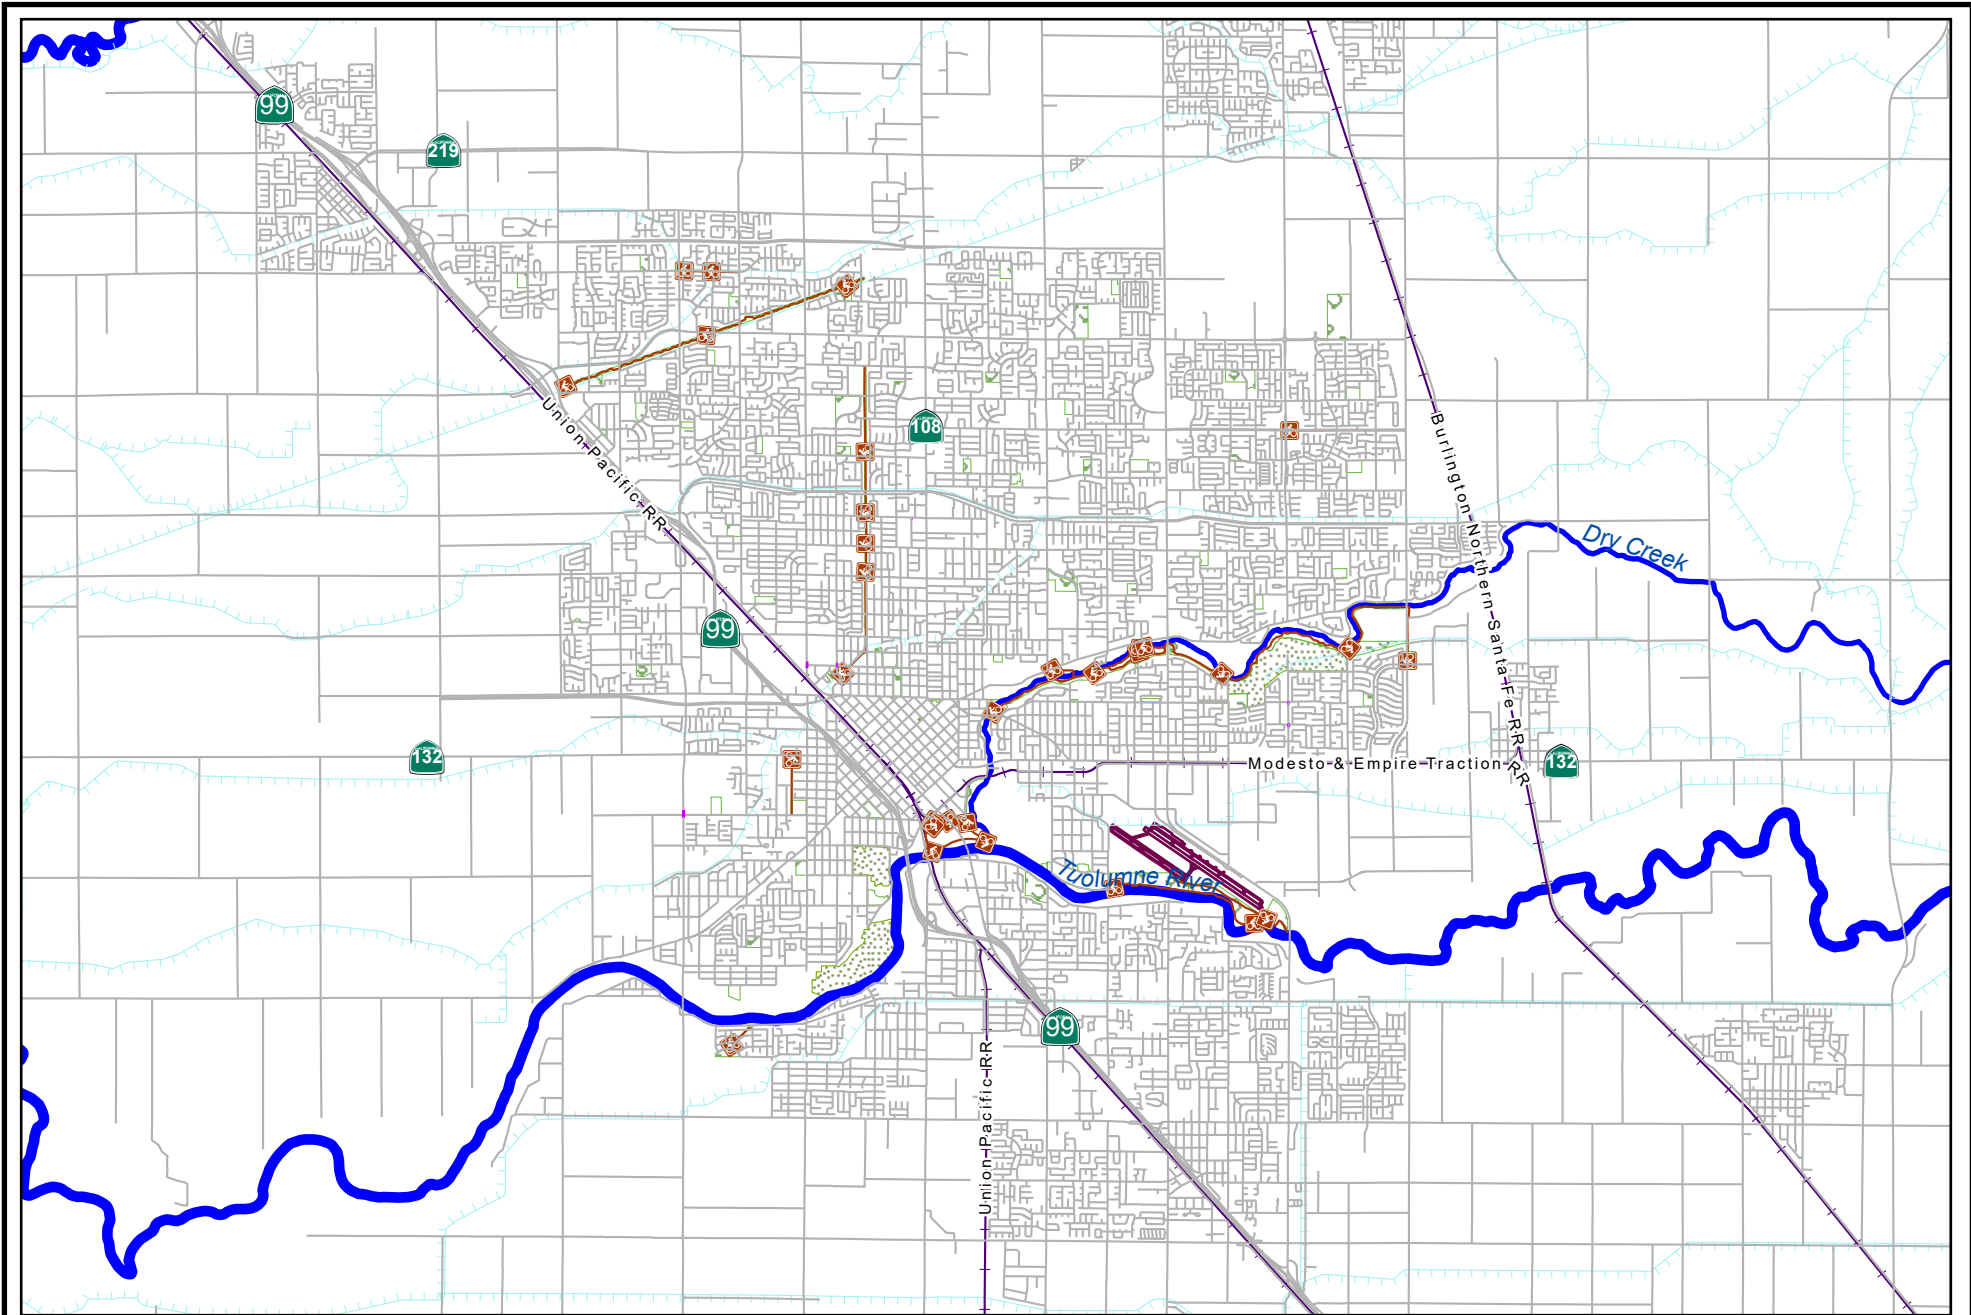 99
219
108
Union Pacific RR
Burlington Northern Santa Fe RR
Dry Creek
99
132
Modesto & Empire Traction RR
132
Tuolumne River
99
Union Pacific RR